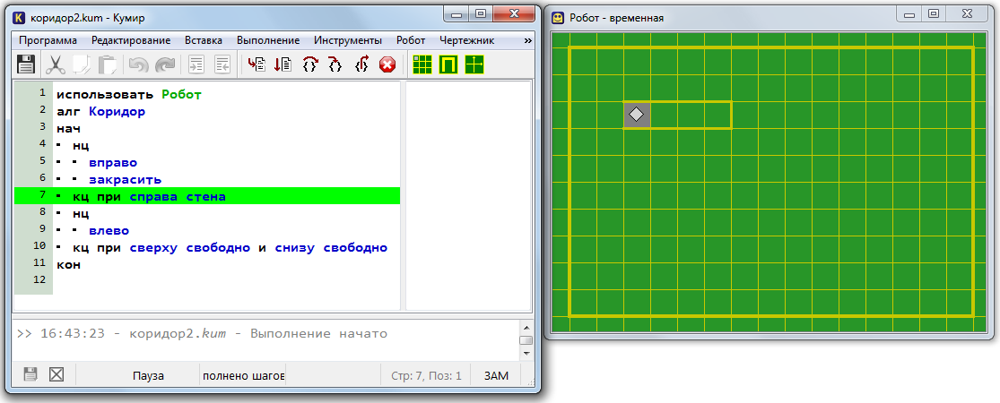 коридор2.kum - Кумир
Программа Редактирование Вставка Выполнение Инструменты Робот Чертежник »
1 использовать Робот
2 алг Коридор
3 нач
4 нц
5 вправо
6 закрасить
7 кц при справа стена
8 нц
9 влево
10 кц при сверху свободно и снизу свободно
11 кон
12
>> 16:43:23 - коридор2.kum - Выполнение начато
Пауза полнено шагов Стр: 7, Поз: 1 ЗАМ
Робот - временная